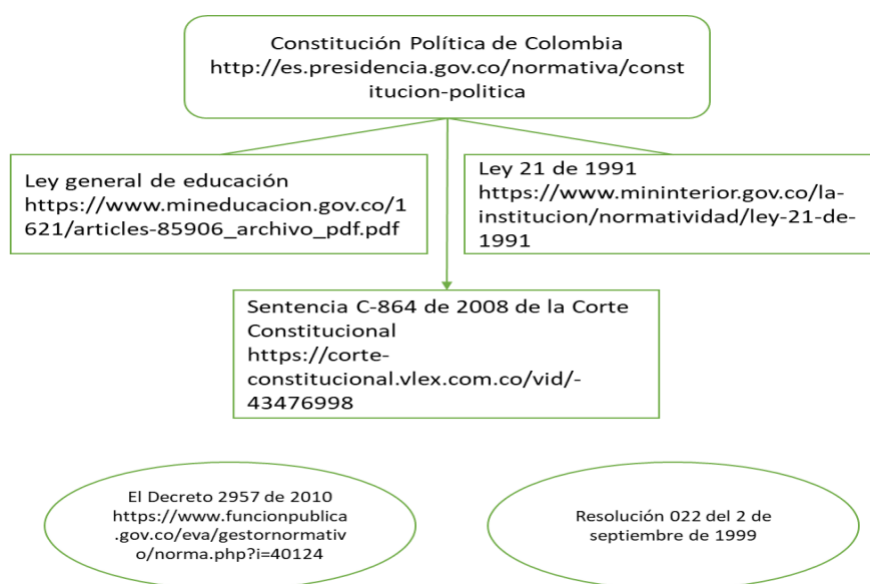 Constitución Política de Colombia
http://es.presidencia.gov.co/normativa/const
itucion-politica
Ley general de educación
https://www.mineducacion.gov.co/1
621/articles-85906_archivo_pdf.pdf
Ley 21 de 1991
https://www.mininterior.gov.co/la-
institucion/normatividad/ley-21-de-
1991
Sentencia C-864 de 2008 de la Corte
Constitucional
https://corte-
constitucional.vlex.com.co/vid/-
43476998
El Decreto 2957 de 2010
https://www.funcionpublica
.gov.co/eva/gestornormativ
o/norma.php?i=40124
Resolución 022 del 2 de
septiembre de 1999